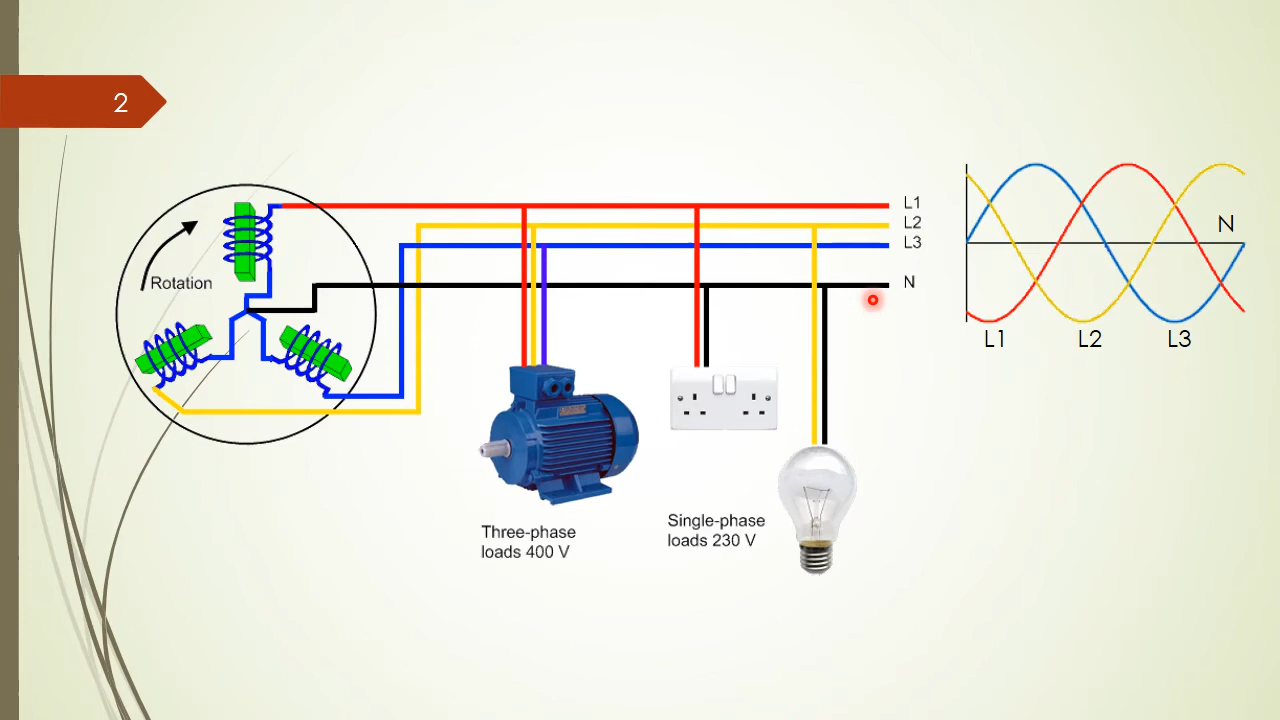 2
Rotation
L1
L2
L3
N
Three-phase
loads 400 V
Single-phase
loads 230 V
N
L1
L2
L3